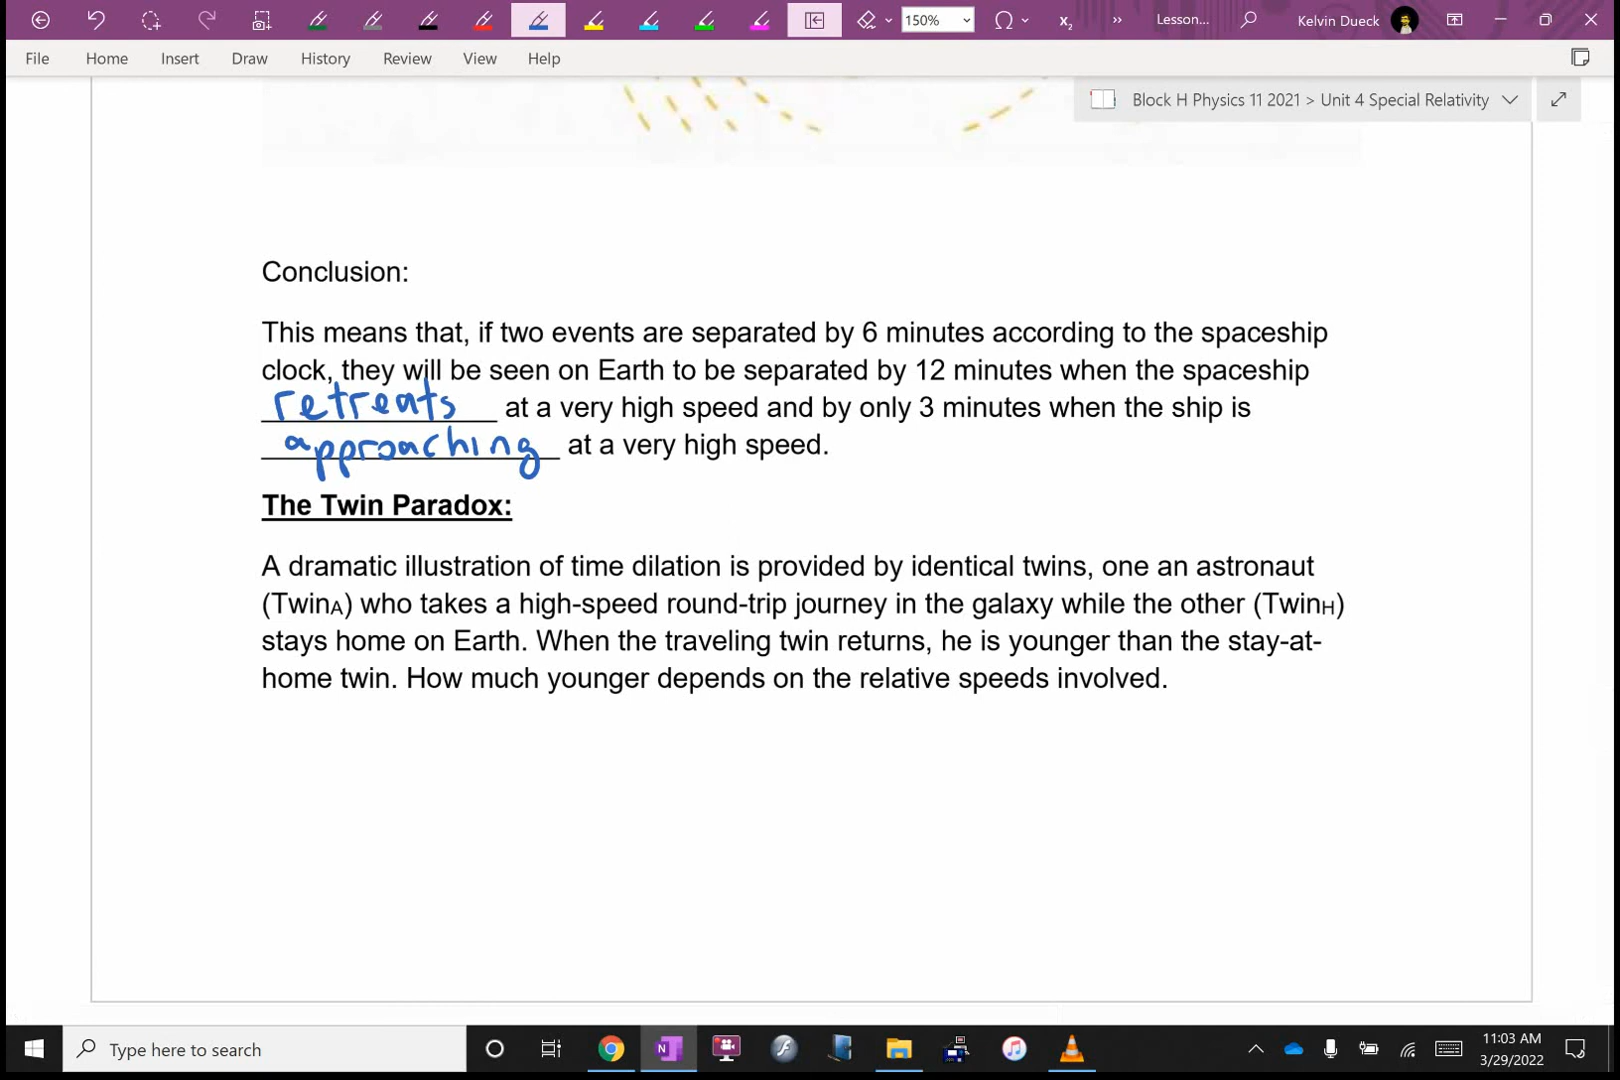 150%
Ω
x₂
»
Lesson...
Kelvin Dueck
File Home Insert Draw History Review View Help
Block H Physics 11 2021 > Unit 4 Special Relativity
Conclusion:
This means that, if two events are separated by 6 minutes according to the spaceship
clock, they will be seen on Earth to be separated by 12 minutes when the spaceship
retreats at a very high speed and by only 3 minutes when the ship is
approaching at a very high speed.
The Twin Paradox:
A dramatic illustration of time dilation is provided by identical twins, one an astronaut
(TwinA) who takes a high-speed round-trip journey in the galaxy while the other (TwinH)
stays home on Earth. When the traveling twin returns, he is younger than the stay-at-
home twin. How much younger depends on the relative speeds involved.
Type here to search
N
11:03 AM
3/29/2022